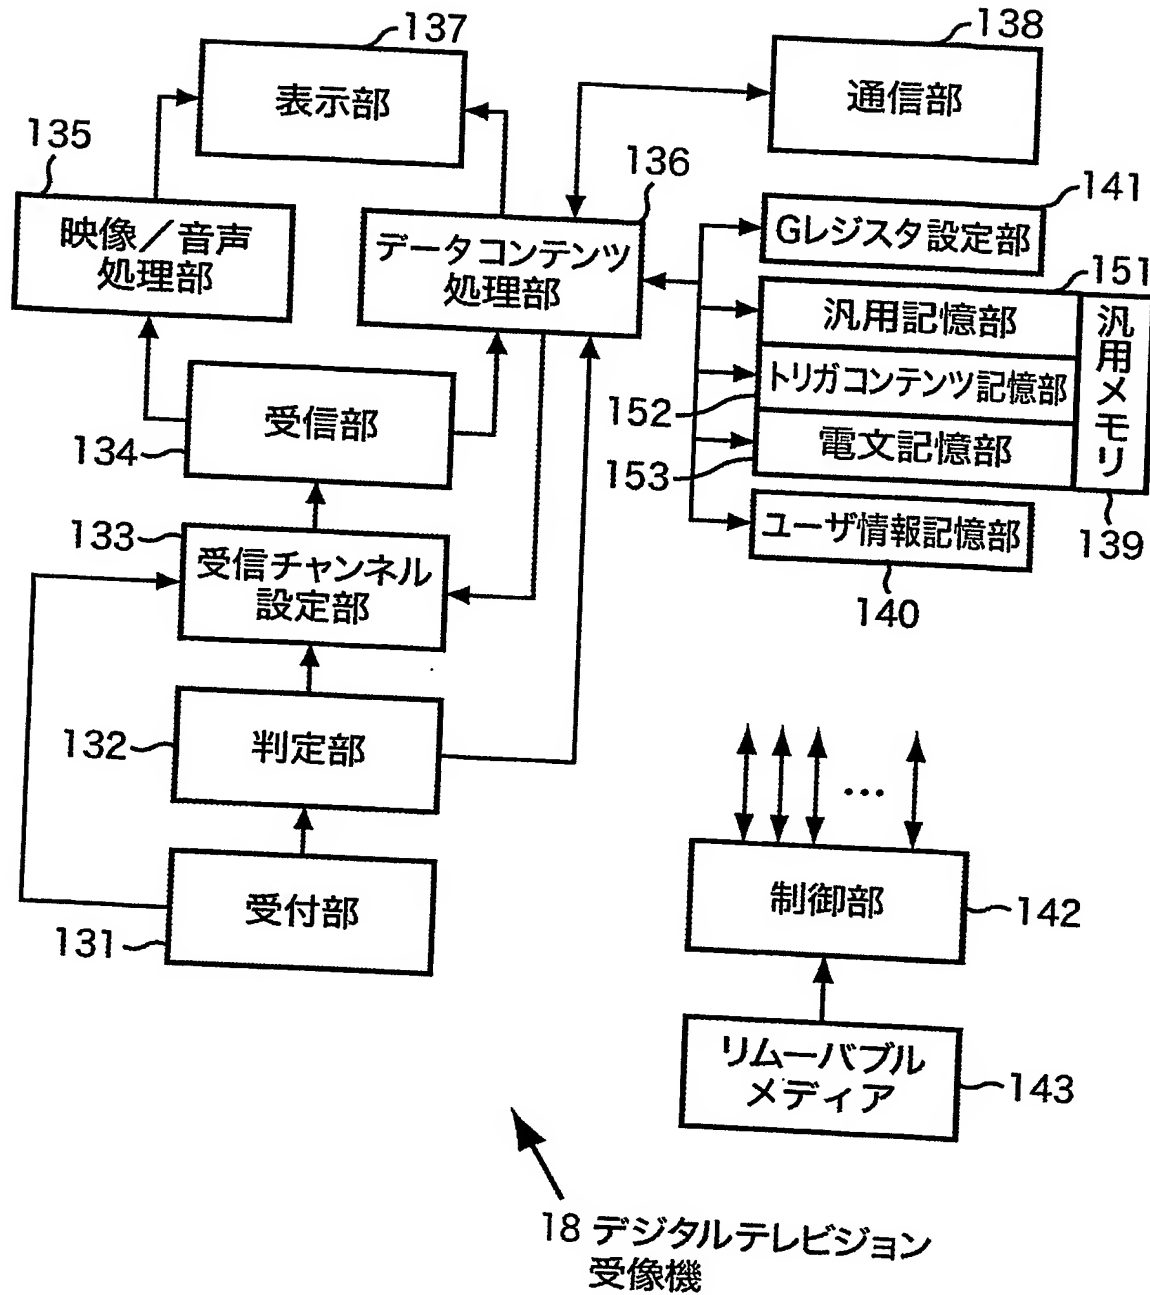 137
138
表示部
通信部
135
136
141
映像／音声
処理部
データコンテンツ
処理部
Gレジスタ設定部
151
汎用記憶部
汎用メモリ
トリガコンテンツ記憶部
152
受信部
134
電文記憶部
153
133
受信チャンネル
設定部
ユーザ情報記憶部
139
140
132
判定部
...
受付部
131
制御部
142
リムーバブル
メディア
143
18 デジタルテレビジョン
受像機